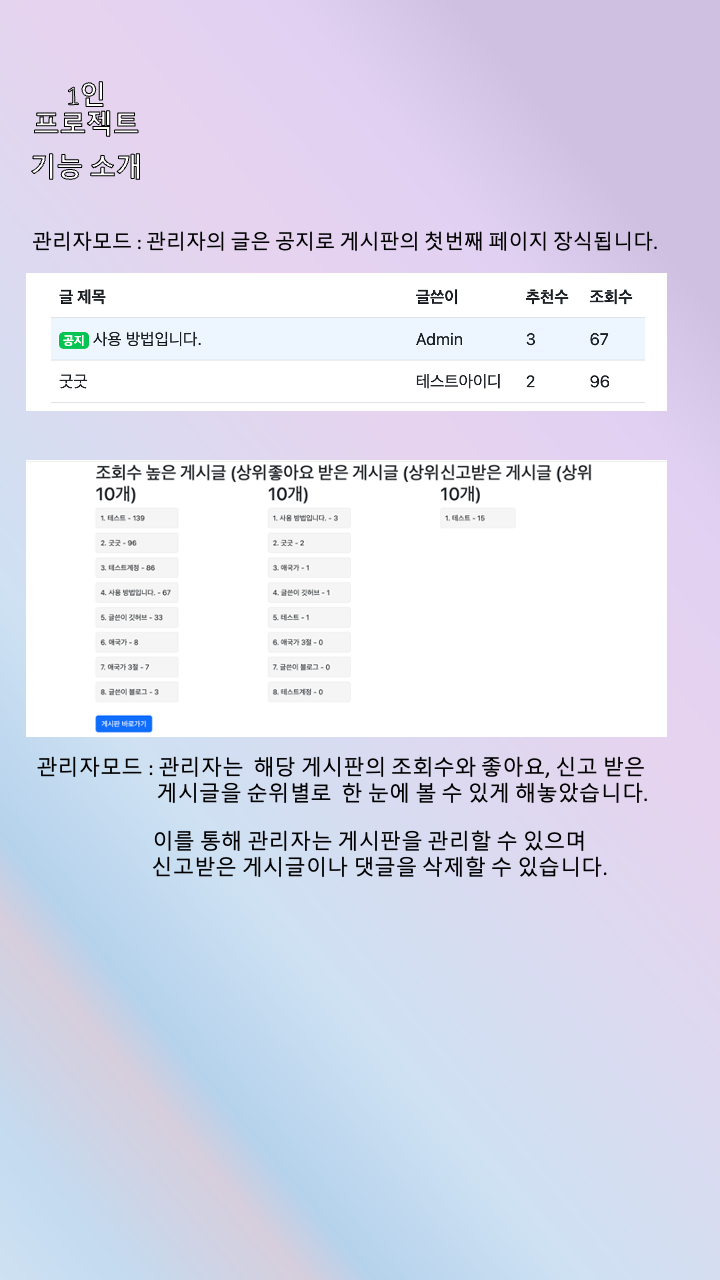 1인
프로젝트
기능 소개
관리자모드 : 관리자의 글은 공지로 게시판의 첫번째 페이지 장식됩니다.
글 제목 글쓴이 추천수 조회수
공지 사용 방법입니다. Admin 3 67
굿굿 테스트아이디 2 96
조회수 높은 게시글 (상위
10개)
1. 테스트 - 139
2. 굿굿 - 96
3. 테스트계정 - 86
4. 사용 방법입니다. - 67
5. 글쓴이 깃허브 - 33
6. 애국가 - 8
7. 애국가 3절 - 7
8. 글쓴이 블로그 - 3
게시판 바로가기
좋아요 받은 게시글 (상위
10개)
1. 사용 방법입니다. - 3
2. 굿굿 - 2
3. 애국가 - 1
4. 글쓴이 깃허브 - 1
5. 테스트 - 1
6. 애국가 3절 - 0
7. 글쓴이 블로그 - 0
8. 테스트계정 - 0
신고받은 게시글 (상위
10개)
1. 테스트 - 15
관리자모드 : 관리자는 해당 게시판의 조회수와 좋아요, 신고 받은
게시글을 순위별로 한 눈에 볼 수 있게 해놓았습니다.
이를 통해 관리자는 게시판을 관리할 수 있으며
신고받은 게시글이나 댓글을 삭제할 수 있습니다.